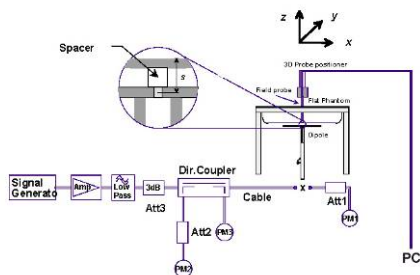 z
y
x
Spacer
s
3D Probe positioner
Field probe
Flat Phantom
Dipole
Dir.Coupler
Signal
Generato
Amp
Low
Pass
3dB
Att3
Cable
x
Att1
PM1
Att2
PM3
PM2
PC